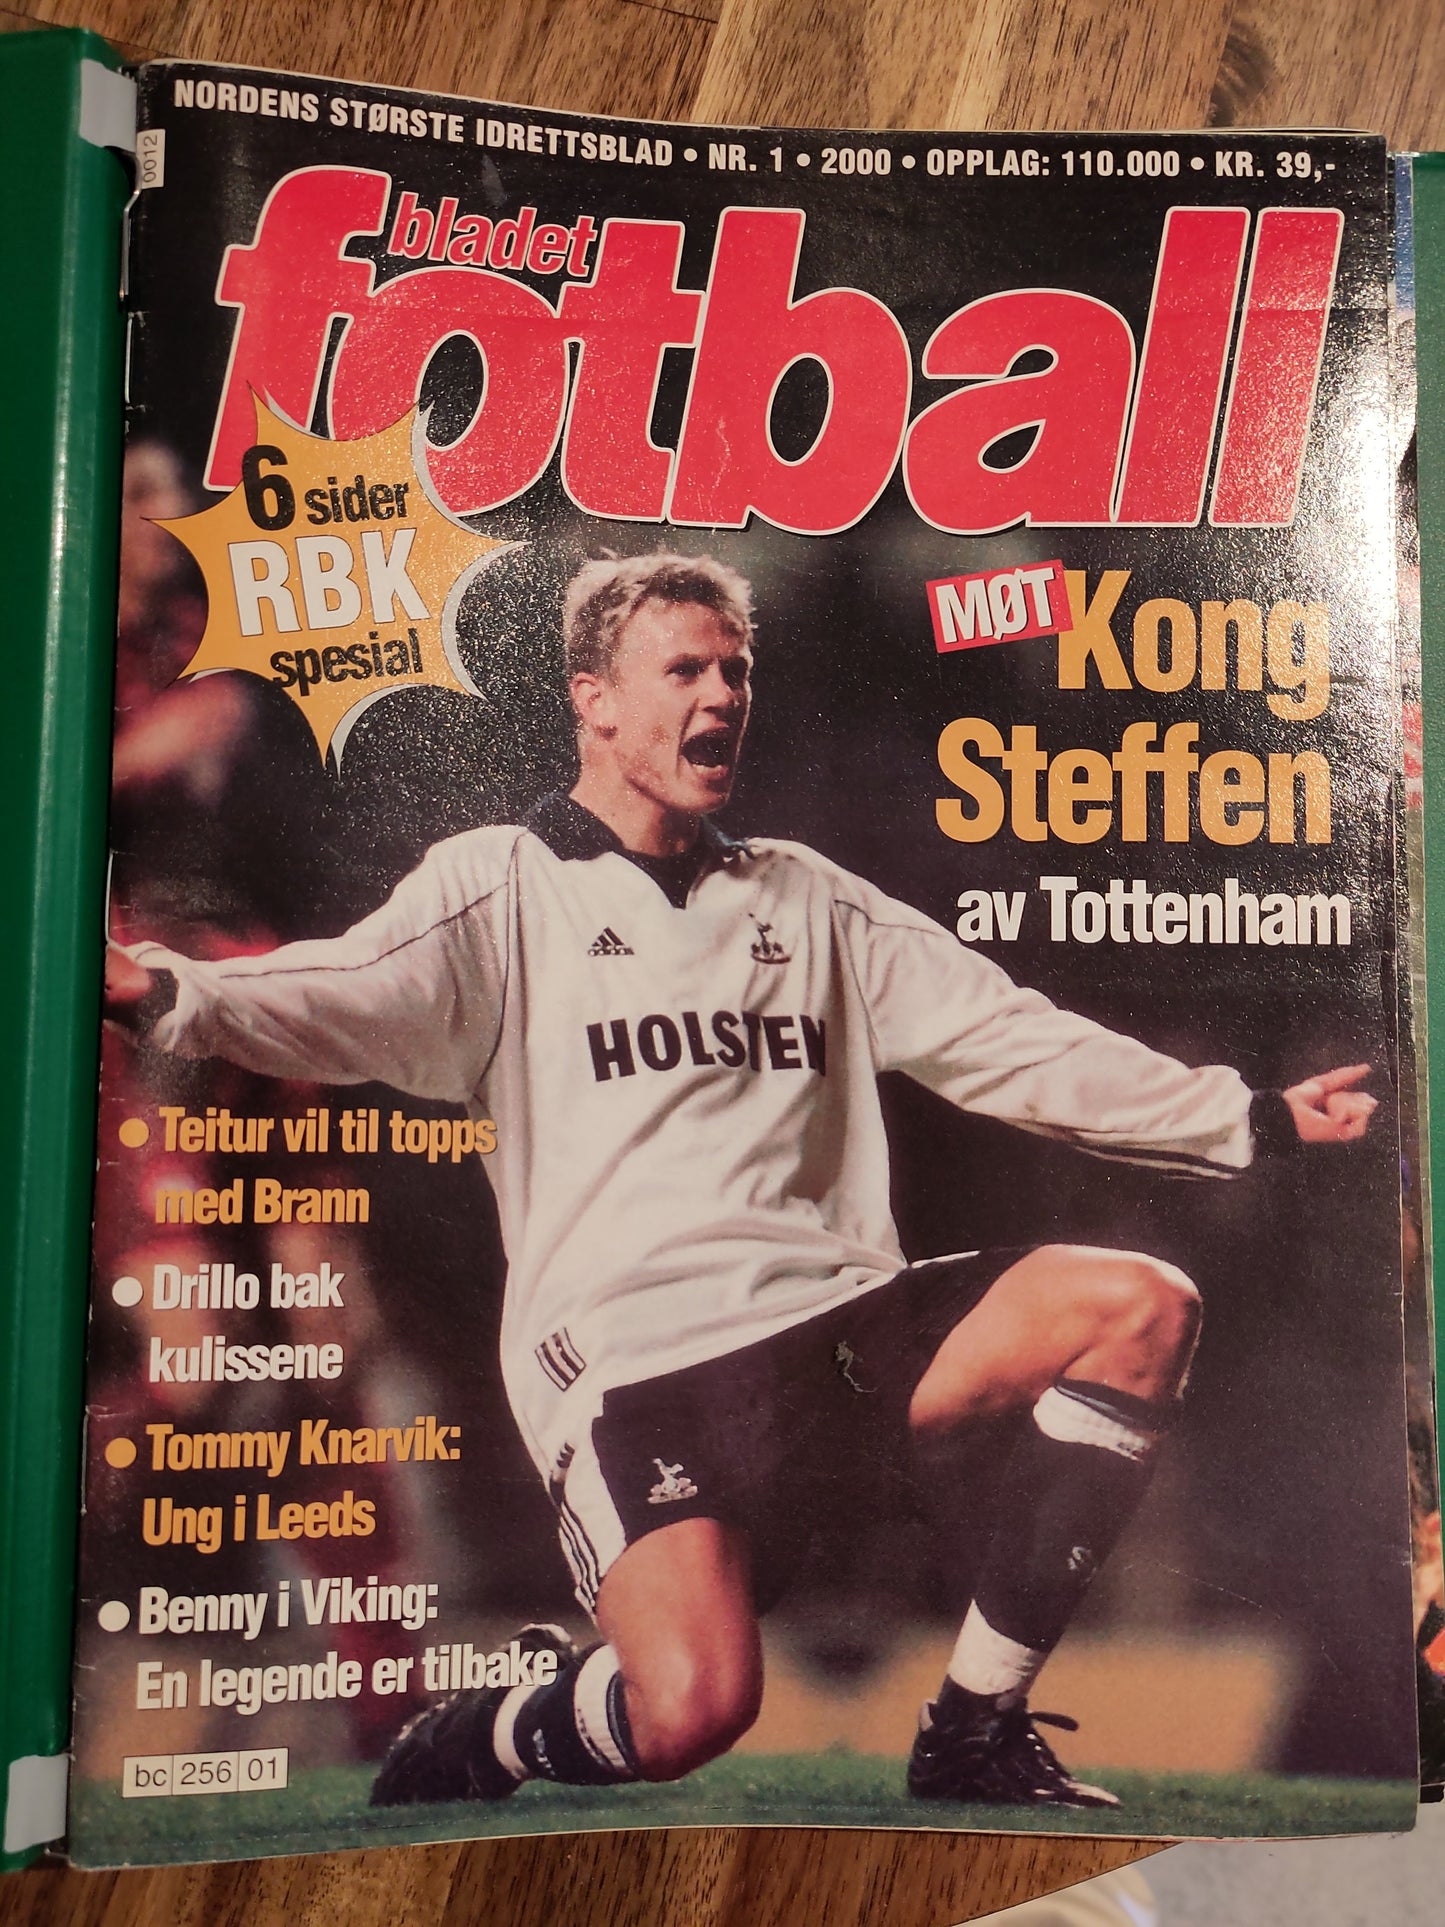 NORDENS STØRSTE IDRETTSBLAD • NR. 1 • 2000 • OPPLAG: 110.000 • KR. 39,-
0012
bladet
fotball
6 sider
RBK
spesial
MØT Kong
Steffen
av Tottenham
HOLSTEN
• Teitur vil til topps
med Brann
• Drillo bak
kulissene
• Tommy Knarvik:
Ung i Leeds
• Benny i Viking:
En legende er tilbake
bc 256 01